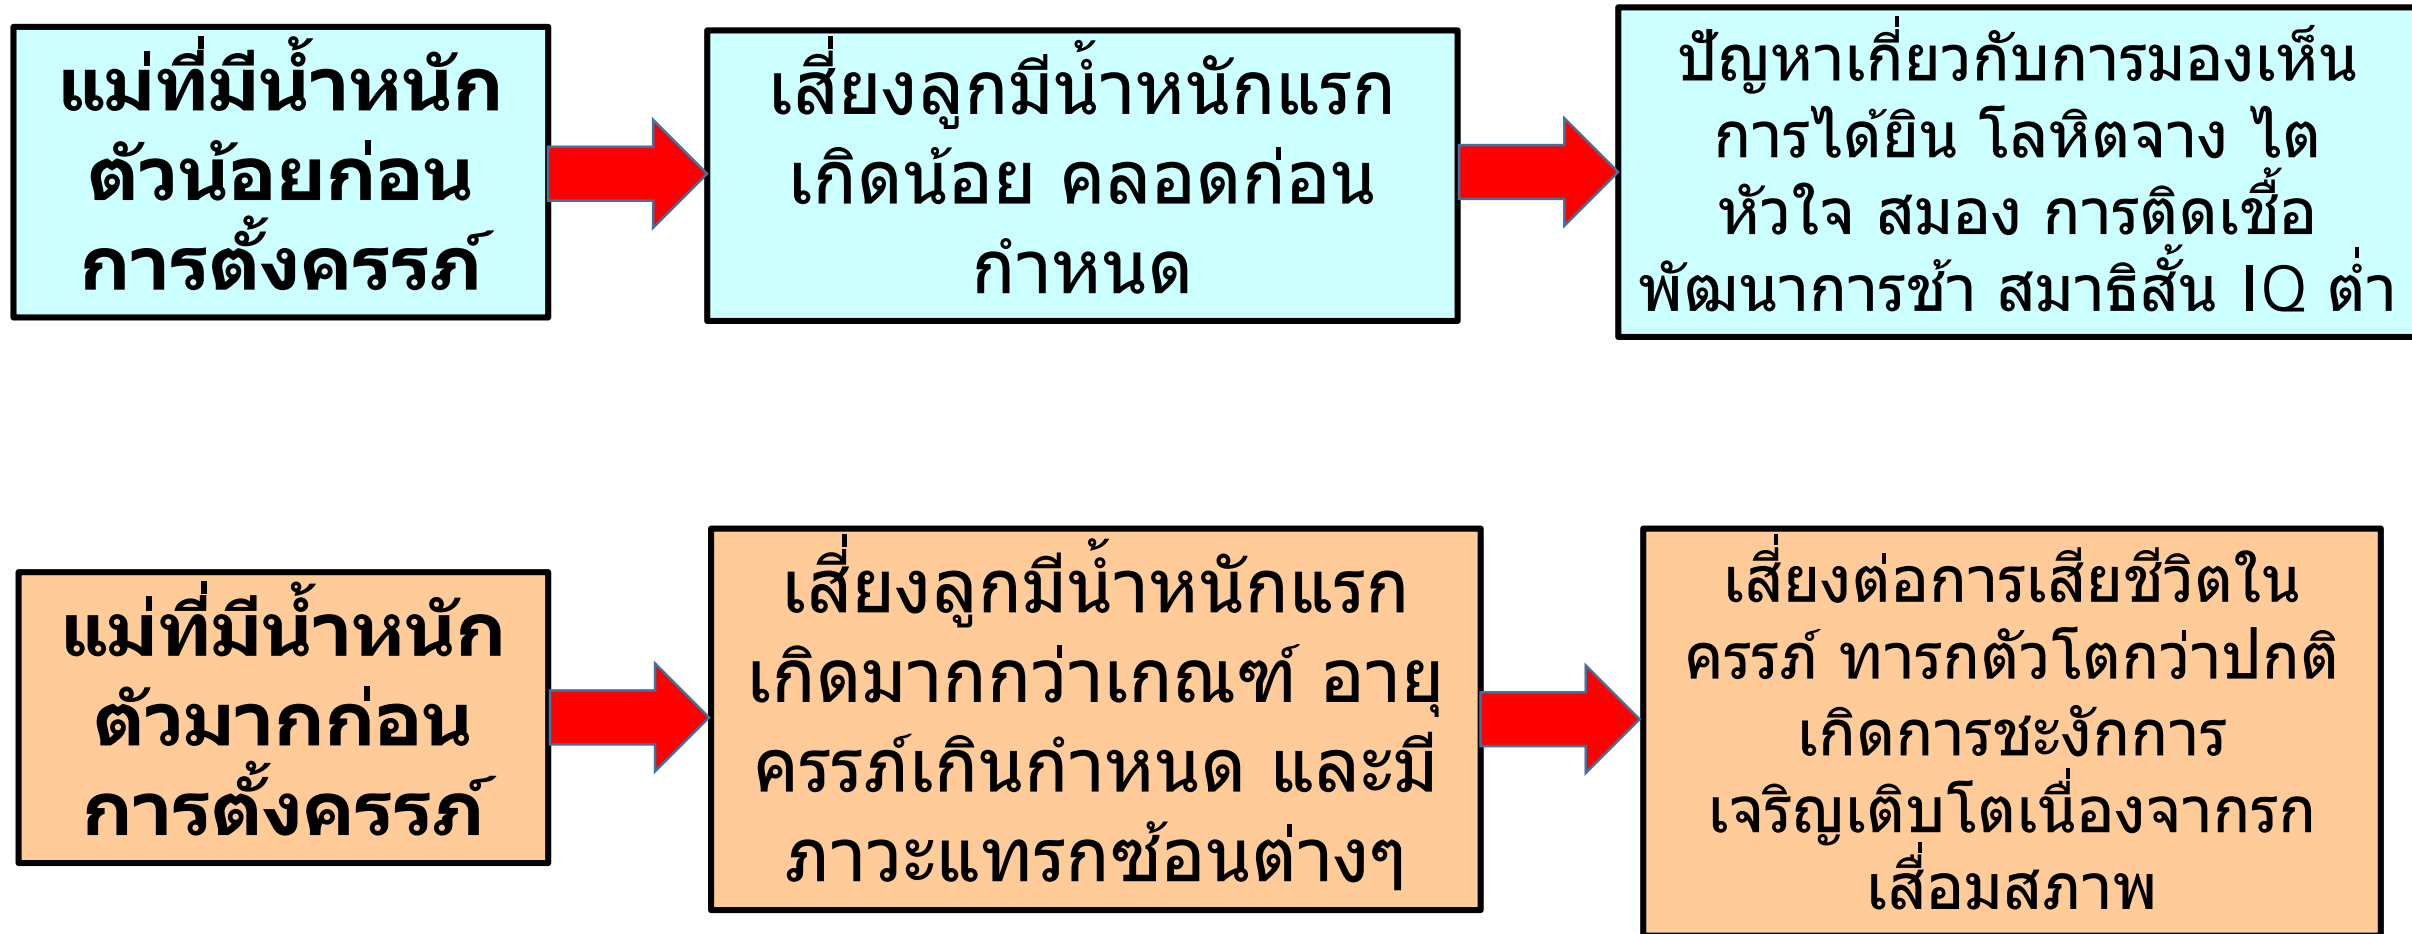 แม่ที่มีน้ำหนัก
ตัวน้อยก่อน
การตั้งครรภ์
เสี่ยงลูกมีน้ำหนักแรก
เกิดน้อย คลอดก่อน
กำหนด
ปัญหาเกี่ยวกับการมองเห็น
การได้ยิน โลหิตจาง ไต
หัวใจ สมอง การติดเชื้อ
พัฒนาการช้า สมาธิสั้น IQ ต่ำ
แม่ที่มีน้ำหนัก
ตัวมากก่อน
การตั้งครรภ์
เสี่ยงลูกมีน้ำหนักแรก
เกิดมากกว่าเกณฑ์ อายุ
ครรภ์เกินกำหนด และมี
ภาวะแทรกซ้อนต่างๆ
เสี่ยงต่อการเสียชีวิตใน
ครรภ์ ทารกตัวโตกว่าปกติ
เกิดการชะงักการ
เจริญเติบโตเนื่องจากรก
เสื่อมสภาพ